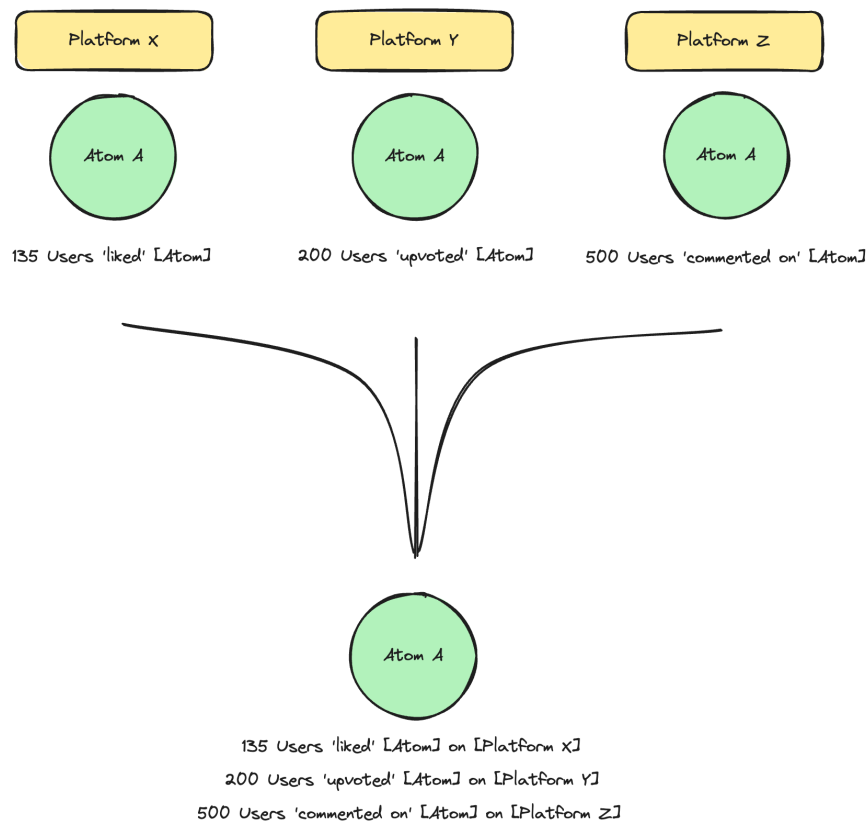 Platform X
Platform Y
Platform Z
Atom A
Atom A
Atom A
135 Users 'liked' [Atom]
200 Users 'upvoted' [Atom]
500 Users 'commented on' [Atom]
Atom A
135 Users 'liked' [Atom] on [Platform X]
200 Users 'upvoted' [Atom] on [Platform Y]
500 Users 'commented on' [Atom] on [Platform Z]